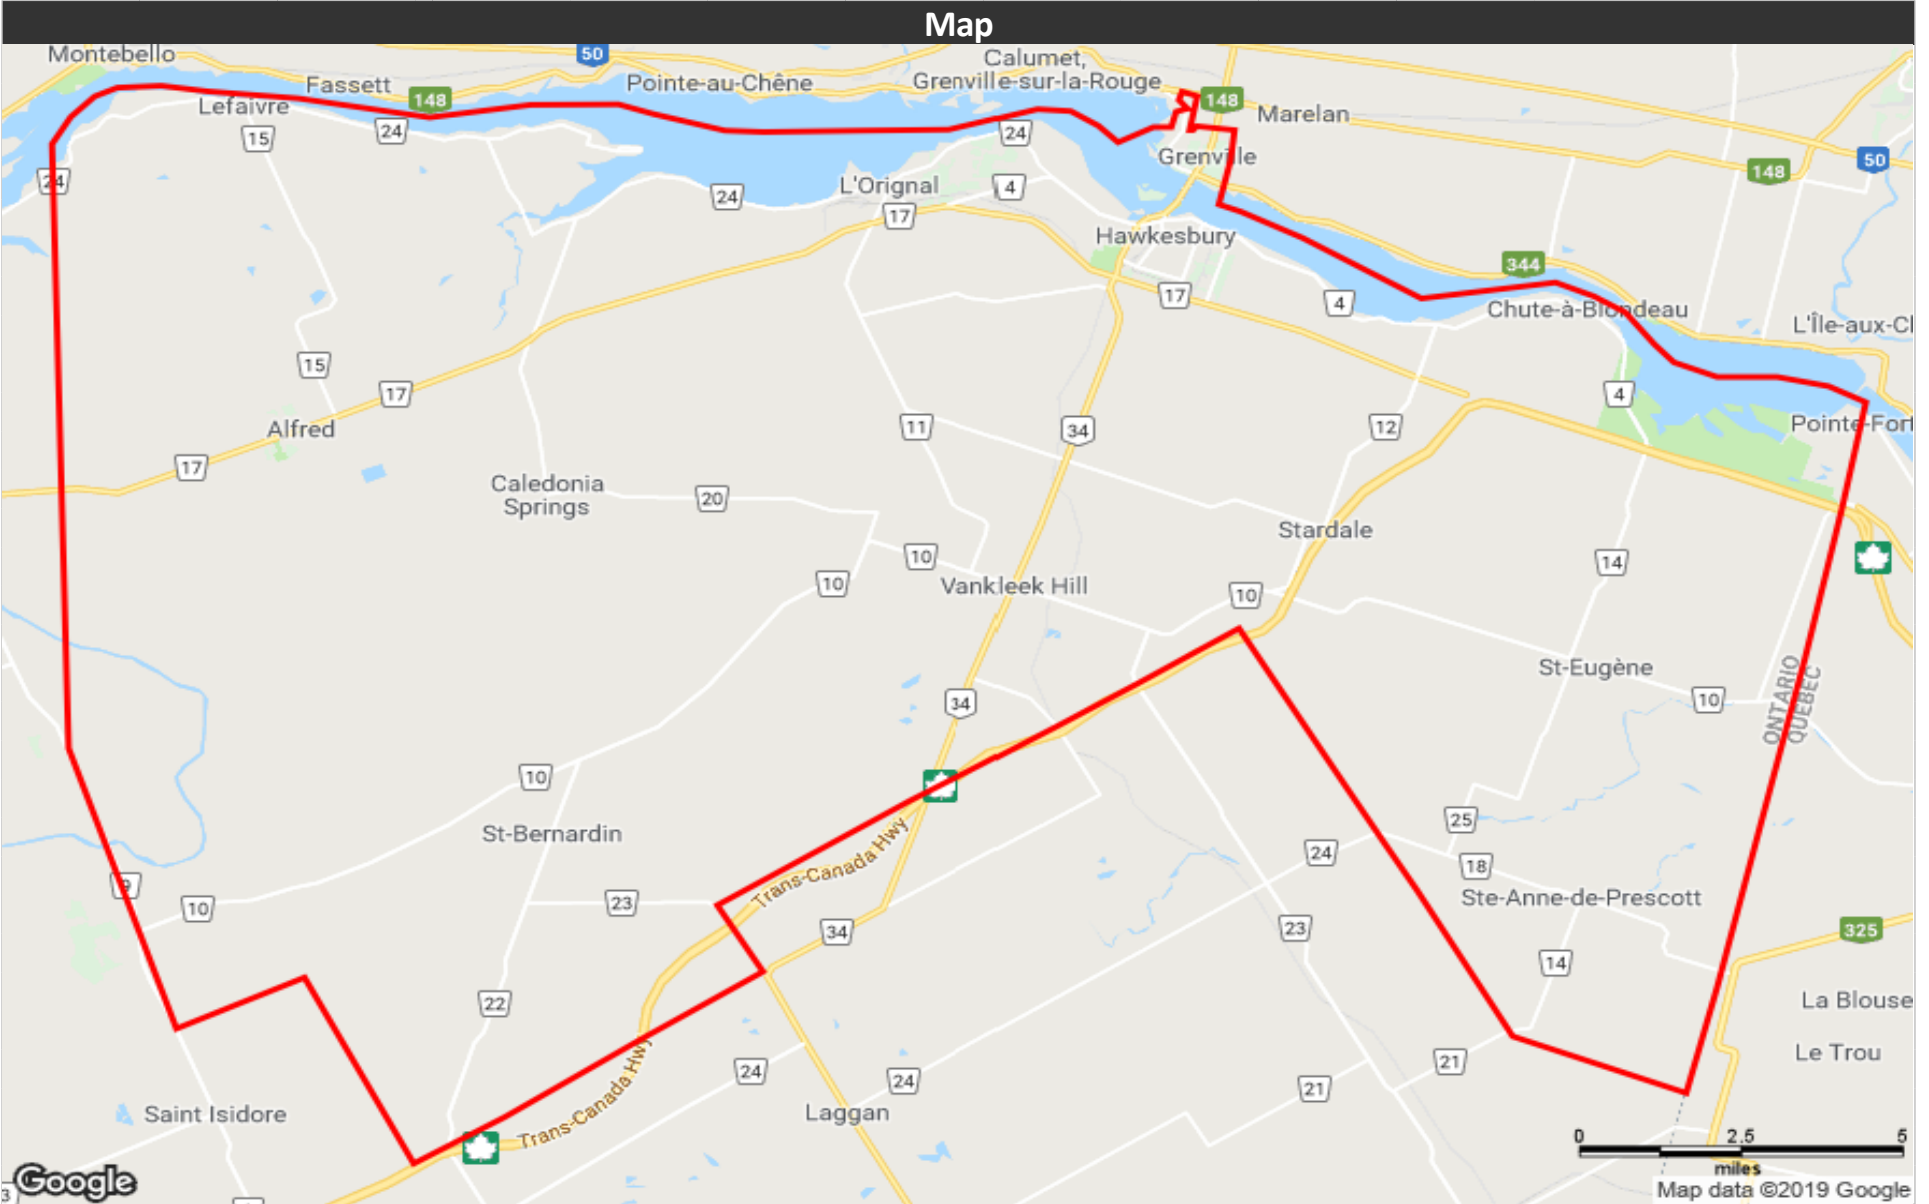 Map
Montebello
50
Calumet,
Grenville-sur-la-Rouge
Fassett
Pointe-au-Chêne
148
148
Lefaivre
Marelan
15
24
24
Grenville
50
148
24
L'Orignal
4
24
17
Hawkesbury
344
17
4
Chute-à-Blondeau
15
17
4
Alfred
11
34
12
17
Caledonia
Springs
20
Stardale
10
10
14
Vankleek Hill
10
St-Eugène
34
10
ONTARIO
QUEBEC
10
St-Bernardin
25
Trans-Canada Hwy
24
18
9
10
23
Ste-Anne-de-Prescott
34
23
325
14
22
La Blouse
Le Trou
24
24
21
21
Trans-Canada Hwy
Saint Isidore
Laggan
0
2.5
5
miles
Google
3
Map data ©2019 Google